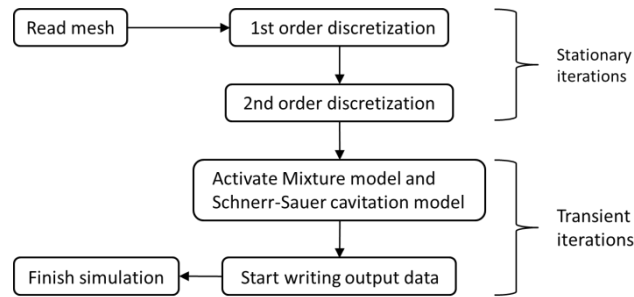 Read mesh
1st order discretization
Stationary
iterations
2nd order discretization
Activate Mixture model and
Schnerr-Sauer cavitation model
Transient
iterations
Finish simulation
Start writing output data